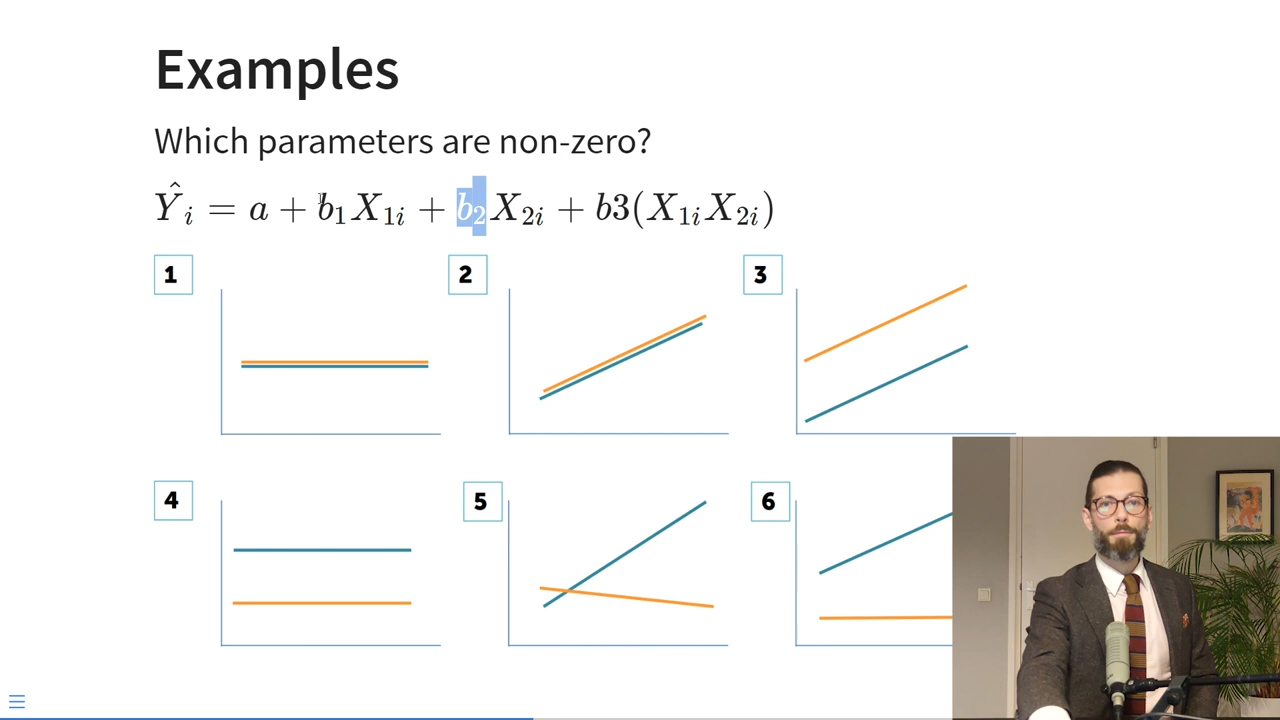 Examples
Which parameters are non-zero?
Ŷᵢ = a + b₁X₁ᵢ + b₂X₂ᵢ + b3(X₁ᵢX₂ᵢ)
1
2
3
4
5
6